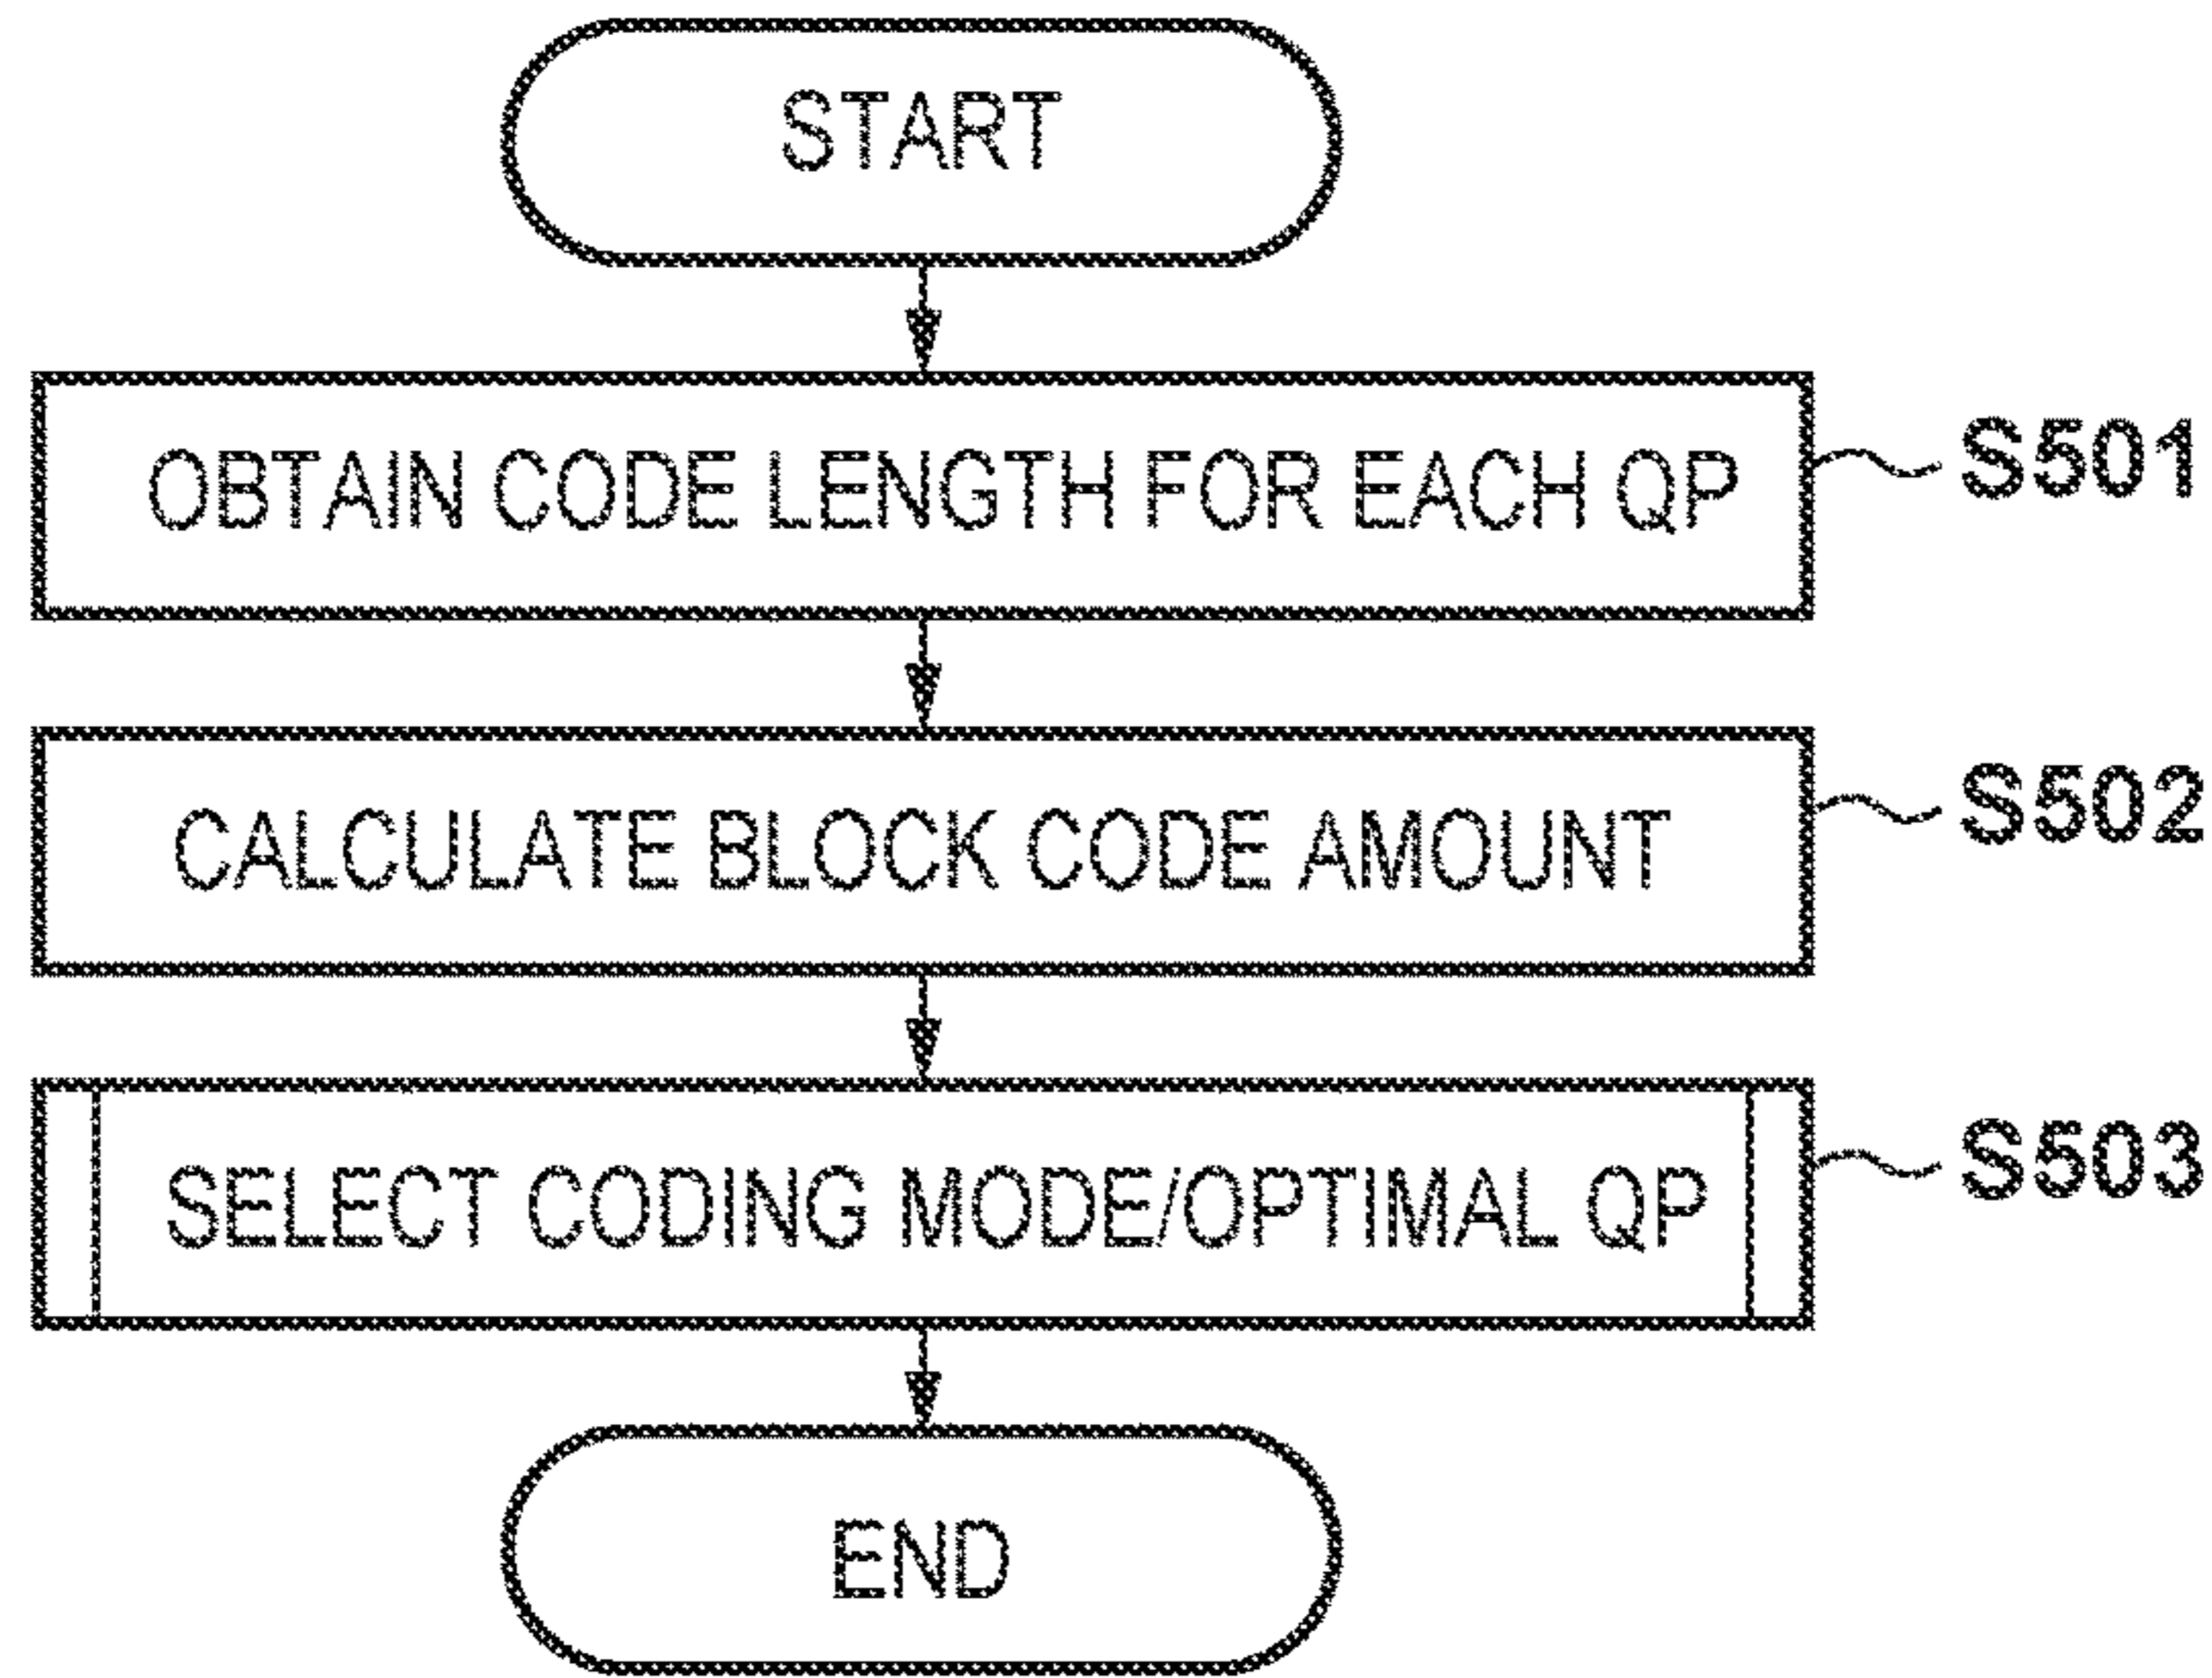 START
OBTAIN CODE LENGTH FOR EACH QP
S501
CALCULATE BLOCK CODE AMOUNT
S502
SELECT CODING MODE/OPTIMAL QP
S503
END